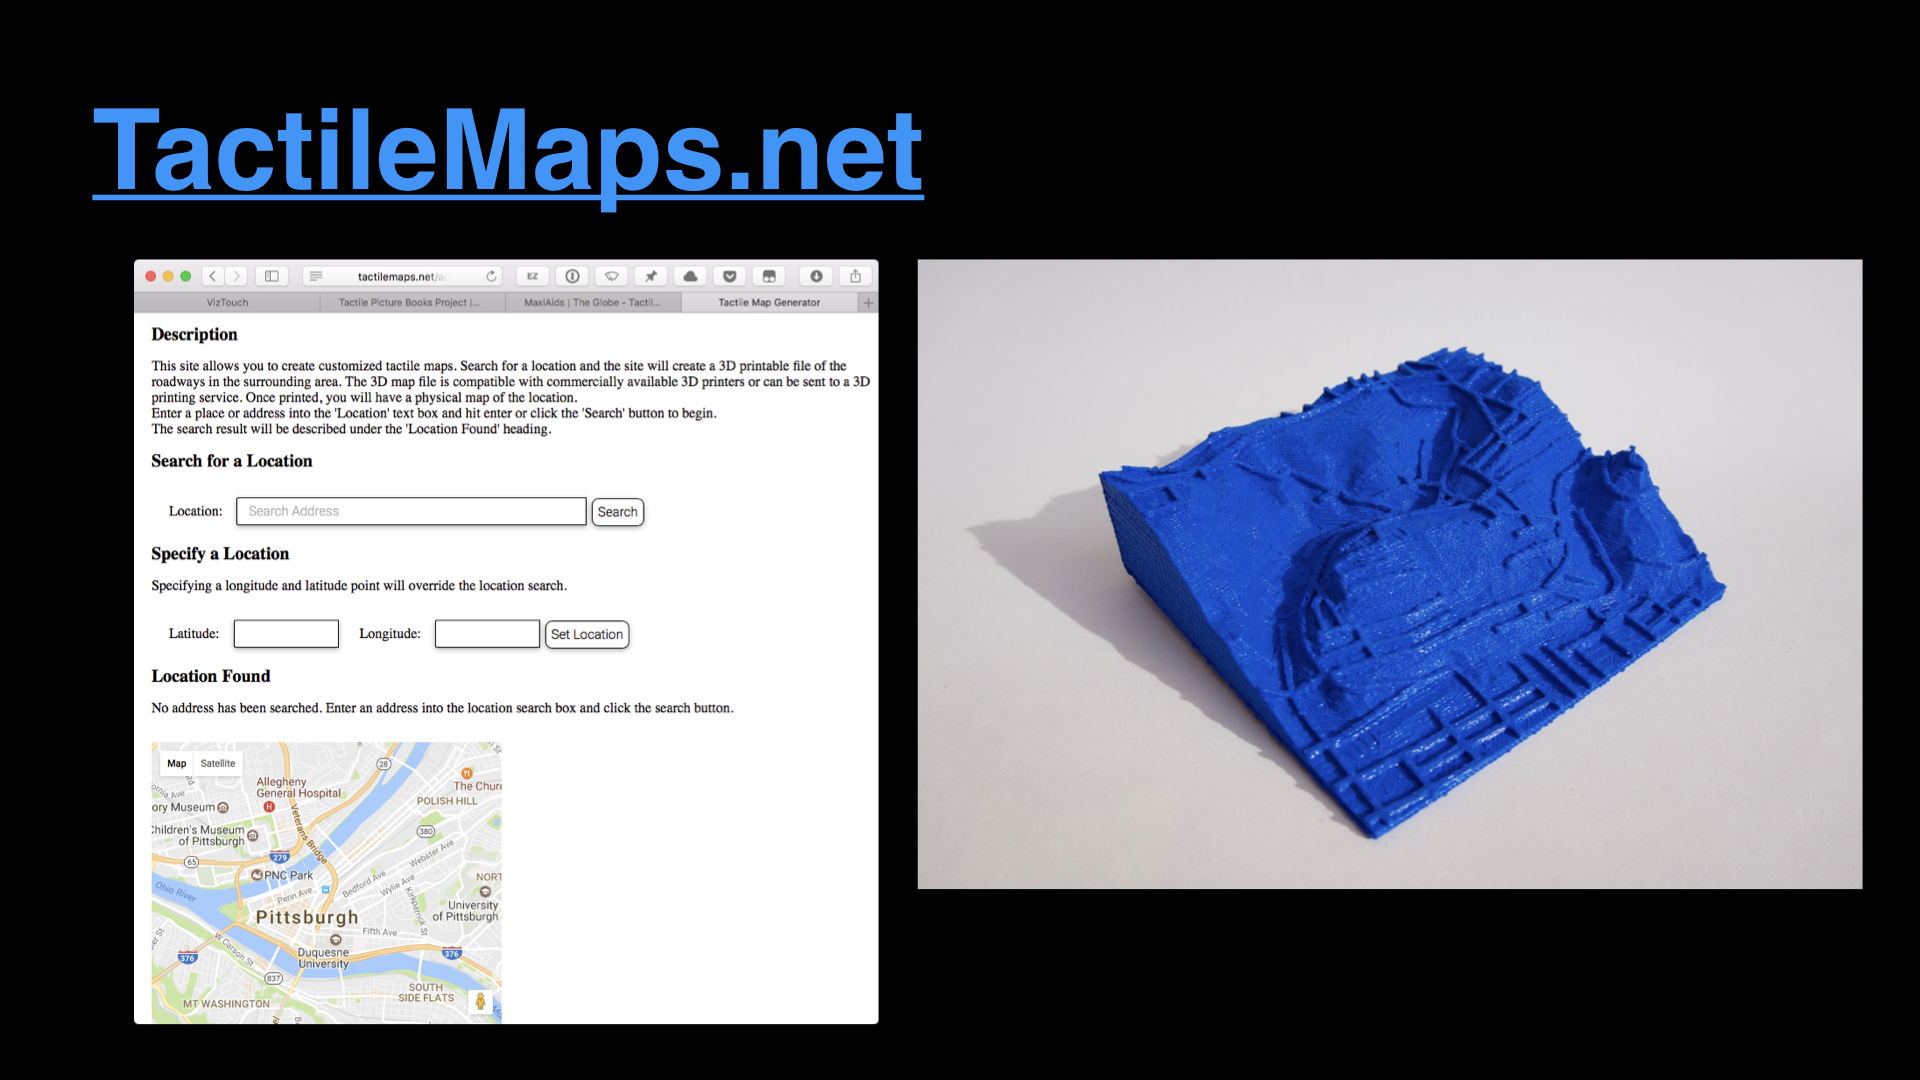 TactileMaps.net
tactilemaps.net/a
EZ
VizTouch
Tactile Picture Books Project |...
MaxiAids | The Globe - Tactil...
Tactile Map Generator
Description
This site allows you to create customized tactile maps. Search for a location and the site will create a 3D printable file of the
roadways in the surrounding area. The 3D map file is compatible with commercially available 3D printers or can be sent to a 3D
printing service. Once printed, you will have a physical map of the location.
Enter a place or address into the 'Location' text box and hit enter or click the 'Search' button to begin.
The search result will be described under the 'Location Found' heading.
Search for a Location
Location: Search Address Search
Specify a Location
Specifying a longitude and latitude point will override the location search.
Latitude: Longitude: Set Location
Location Found
No address has been searched. Enter an address into the location search box and click the search button.
Map Satellite
28
Allegheny
General Hospital
H
The Churc
POLISH HILL
ory Museum
Children's Museum
of Pittsburgh
380
Veterans Bridge
65
279
Webster Ave
PNC Park
Bedford Ave
Wylie Ave
NORT
Ohio River
Penn Ave
Kirkpatrick St
University
of Pittsburgh
Pittsburgh
Fifth Ave
W Carson St
Duquesne
University
376
376
837
SOUTH
SIDE FLATS
MT WASHINGTON